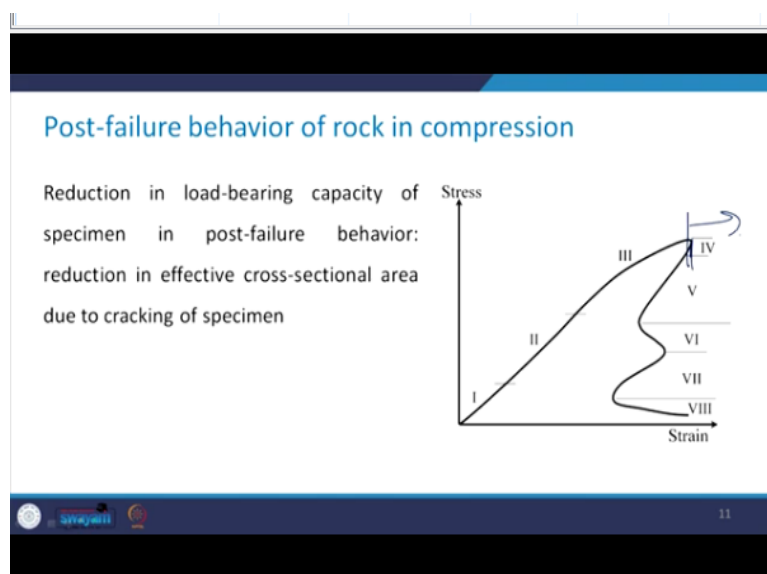 Post-failure behavior of rock in compression
Reduction in load-bearing capacity of
specimen in post-failure behavior:
reduction in effective cross-sectional area
due to cracking of specimen
Stress
III
IV
V
II
VI
VII
I
VIII
Strain
swayam
11